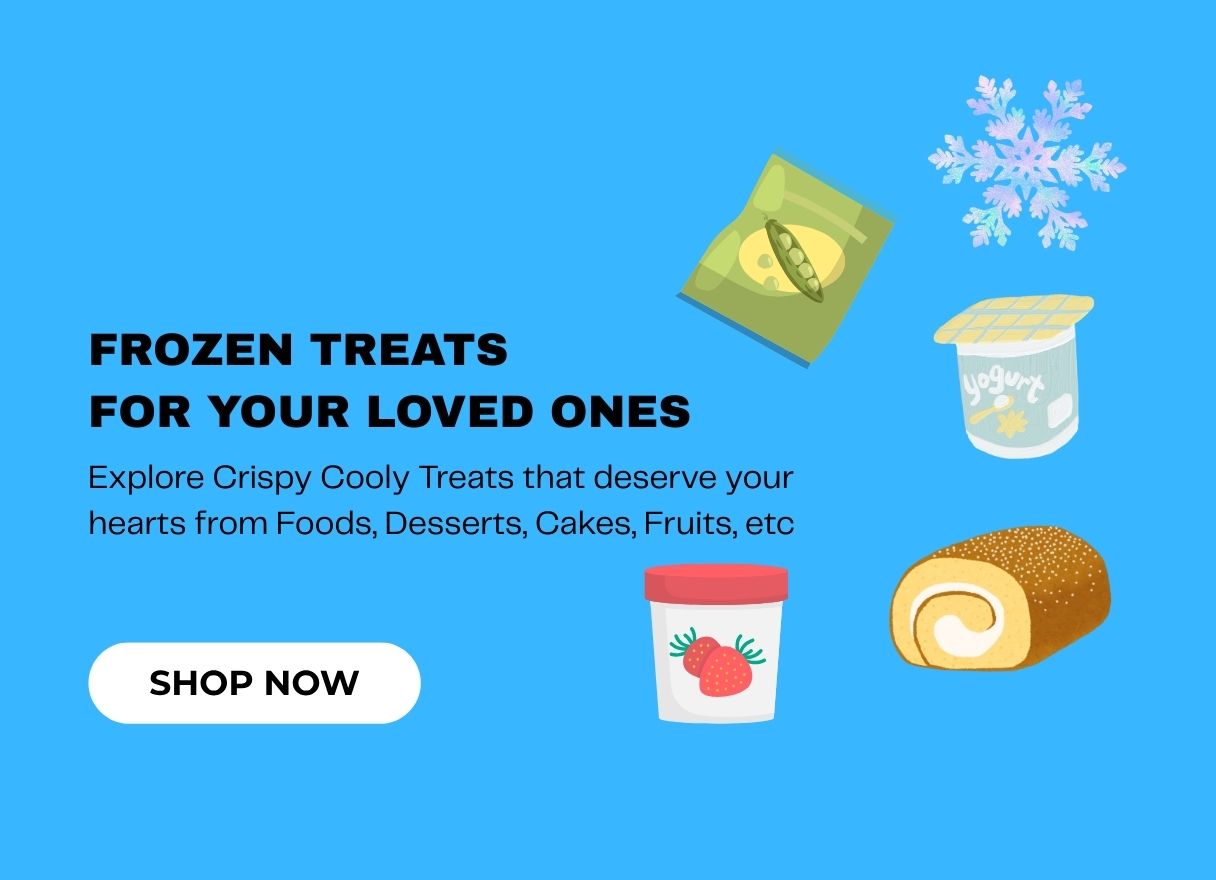 FROZEN TREATS
FOR YOUR LOVED ONES
Explore Crispy Cooly Treats that deserve your
hearts from Foods, Desserts, Cakes, Fruits, etc
SHOP NOW
yogurt